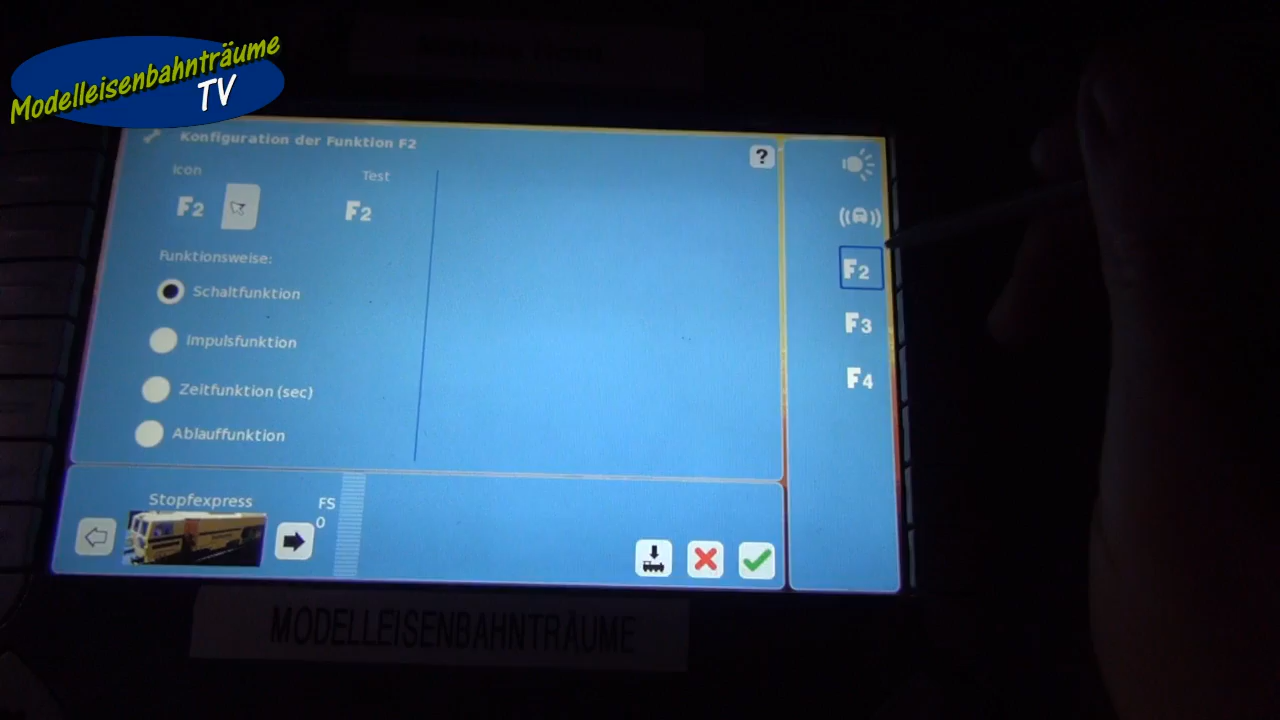 Modelleisenbahnträume
TV
Konfiguration der Funktion F2
?
Icon
Test
F2
F2
Funktionsweise:
Schaltfunktion
Impulsfunktion
Zeitfunktion (sec)
Ablauffunktion
F2
F3
F4
Stopfexpress
FS
0
MODELLEISENBAHNTRÄUME